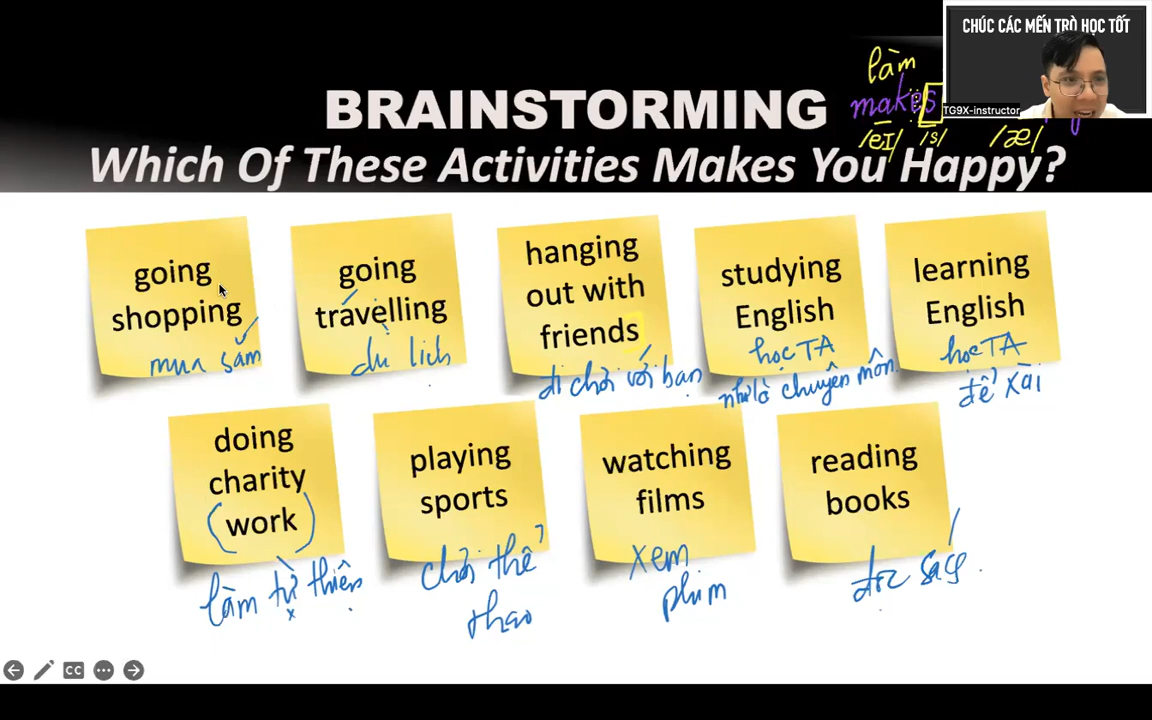 CHÚC CÁC MẾN TRÒ HỌC TỐT
TG9X-instructor
làm
makes
/eɪ/ /s/ /æ/
BRAINSTORMING
Which Of These Activities Makes You Happy?
going
shopping
mua sắm
going
travelling
du lịch
hanging
out with
friends
đi chơi với bạn
studying
English
học TA
như là chuyên môn
learning
English
học TA
để xài
doing
charity
(work)
làm từ thiện
playing
sports
chơi thể
thao
watching
films
xem
phim
reading
books
đọc sách
CC